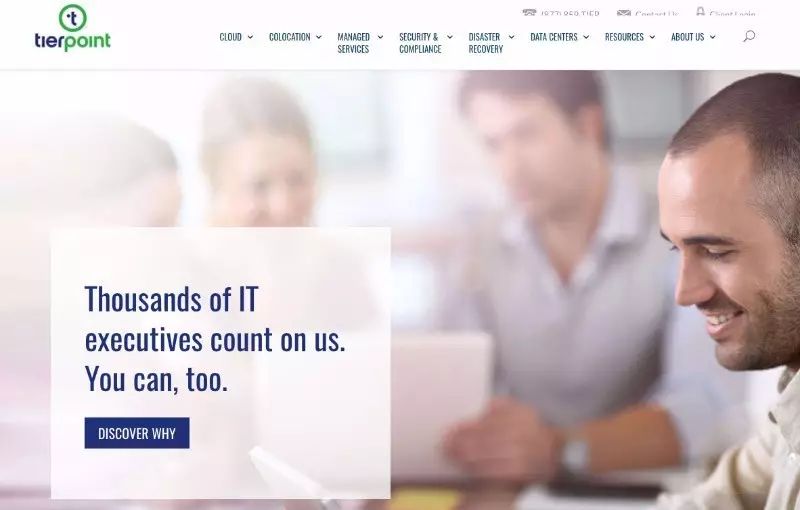 (877) 859-TIER Contact Us Client Login
tierpoint
CLOUD COLOCATION MANAGED SERVICES SECURITY & COMPLIANCE DISASTER RECOVERY DATA CENTERS RESOURCES ABOUT US
Thousands of IT
executives count on us.
You can, too.
DISCOVER WHY